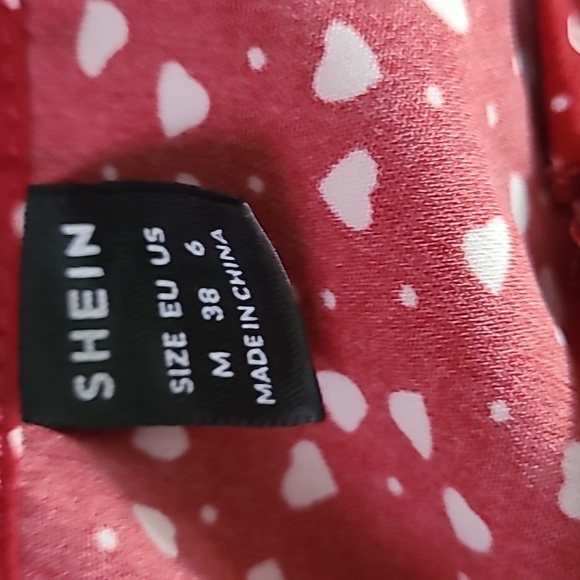 SHEIN
SIZE EU US
M 38 6
MADE IN CHINA